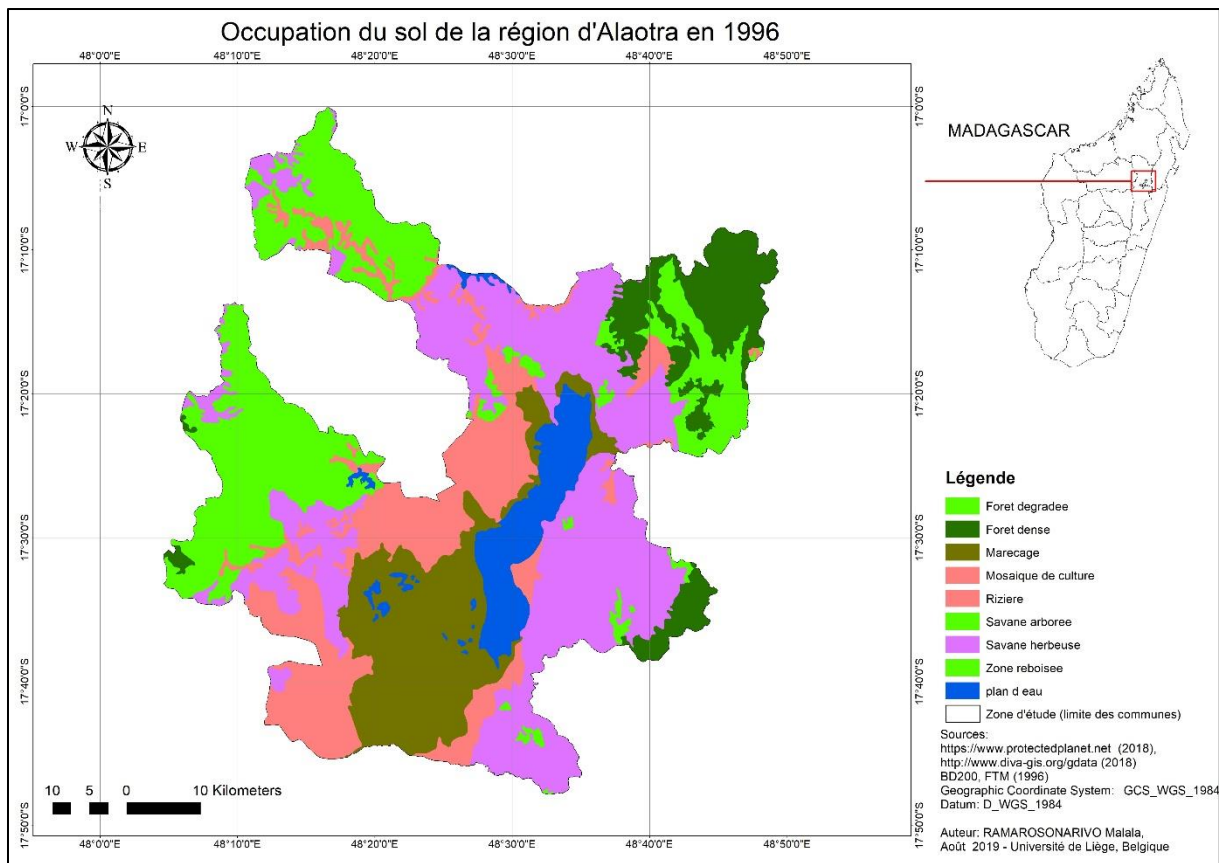 Occupation du sol de la région d'Alaotra en 1996
48°0'0"E 48°10'0"E 48°20'0"E 48°30'0"E 48°40'0"E 48°50'0"E
N
W E
S
17°0'0"S 17°0'0"S
17°10'0"S 17°10'0"S
17°20'0"S 17°20'0"S
17°30'0"S 17°30'0"S
17°40'0"S 17°40'0"S
17°50'0"S 17°50'0"S
10 5 0 10 Kilometers
48°0'0"E 48°10'0"E 48°20'0"E 48°30'0"E 48°40'0"E 48°50'0"E
MADAGASCAR
Légende
Foret degradee
Foret dense
Marecage
Mosaique de culture
Riziere
Savane arboree
Savane herbeuse
Zone reboisee
plan d eau
Zone d'étude (limite des communes)
Sources:
https://www.protectedplanet.net (2018),
http://www.diva-gis.org/gdata (2018)
BD200, FTM (1996)
Geographic Coordinate System: GCS_WGS_1984
Datum: D_WGS_1984
Auteur: RAMAROSONARIVO Malala,
Août 2019 - Université de Liège, Belgique